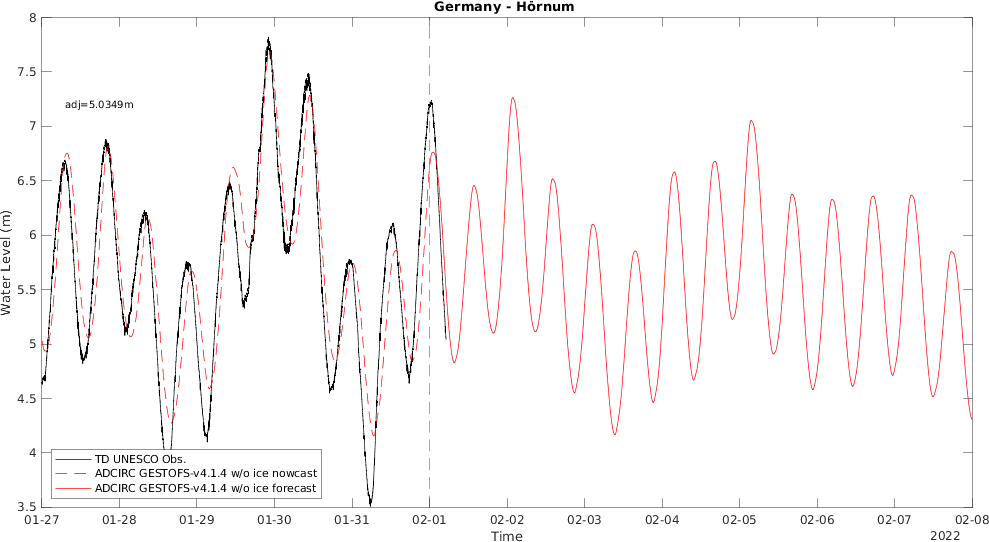 Germany - Hörnum
8
7.5
7
6.5
6
5.5
5
4.5
4
3.5
Water Level (m)
adj=5.0349m
TD UNESCO Obs.
ADCIRC GESTOFS-v4.1.4 w/o ice nowcast
ADCIRC GESTOFS-v4.1.4 w/o ice forecast
01-27 01-28 01-29 01-30 01-31 02-01 02-02 02-03 02-04 02-05 02-06 02-07 02-08
Time
2022